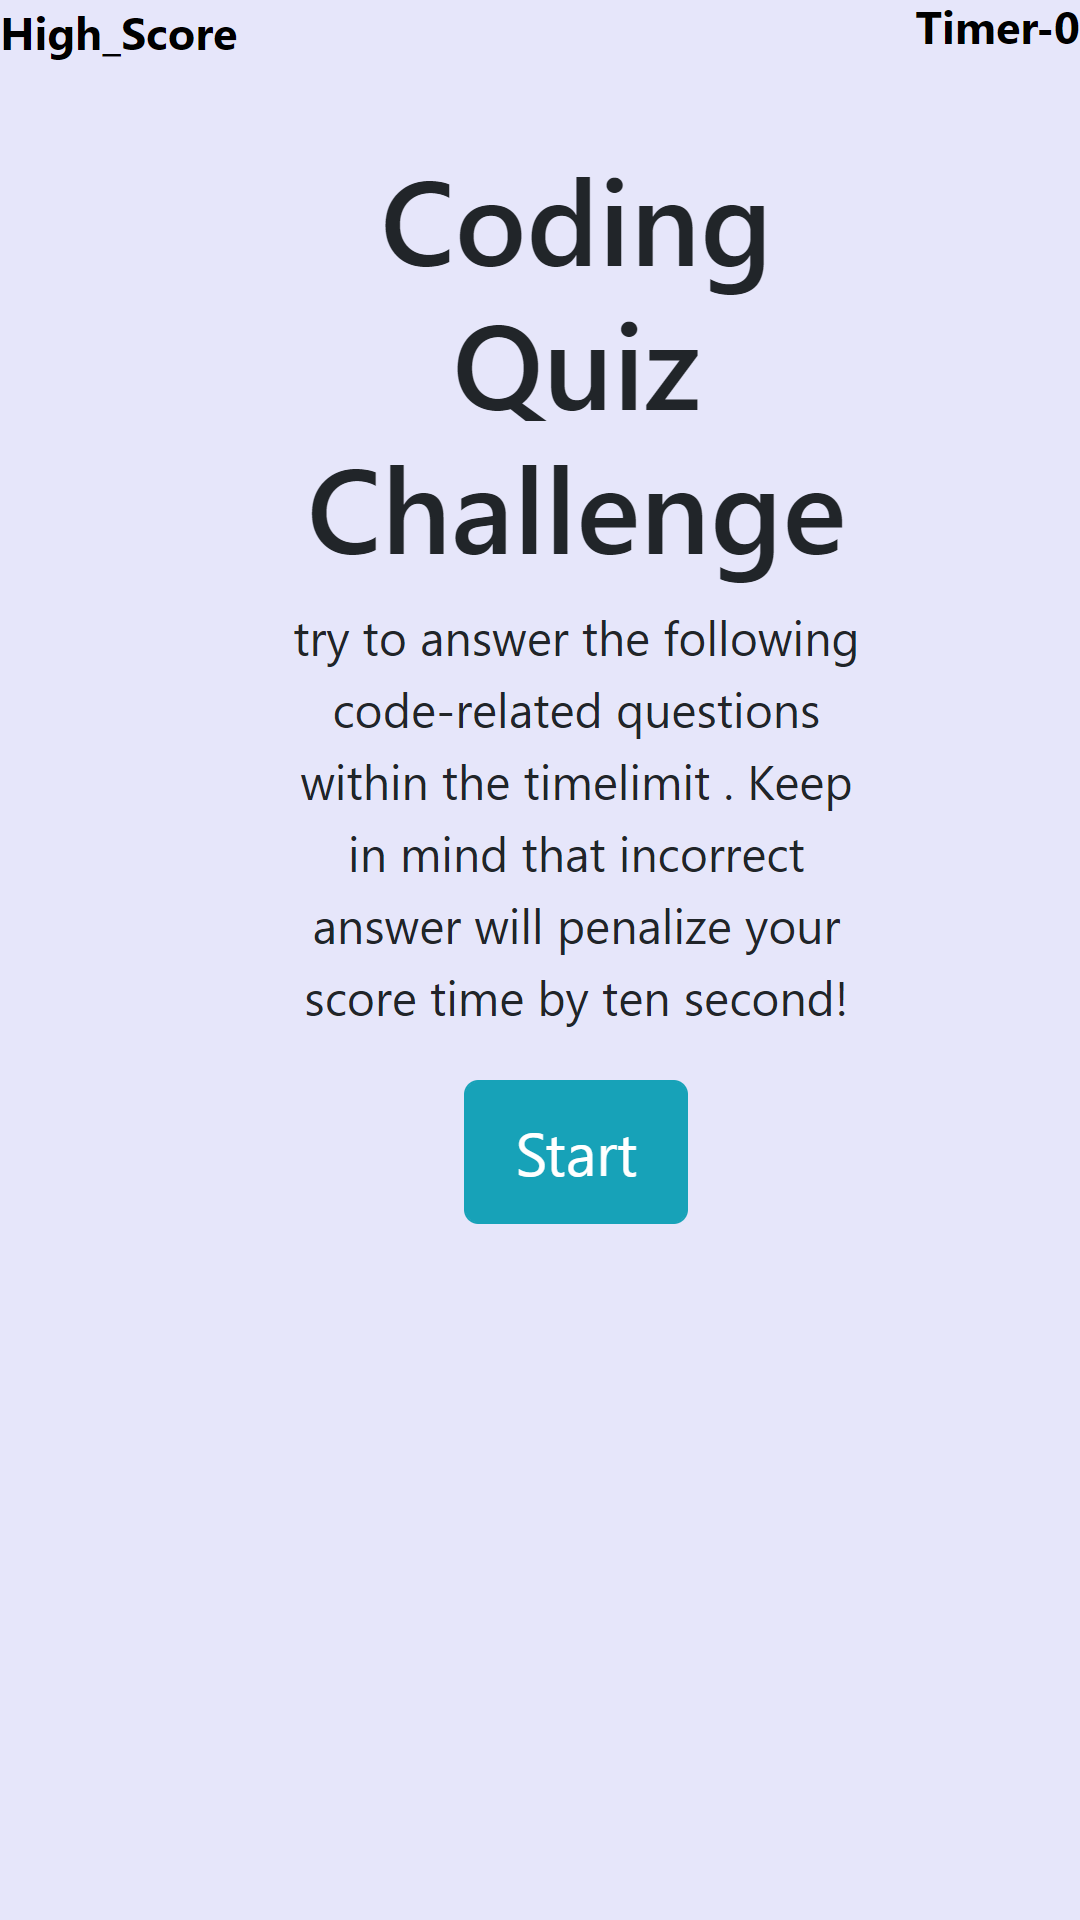 High_Score
Timer-0
Coding
Quiz
Challenge
try to answer the following
code-related questions
within the timelimit . Keep
in mind that incorrect
answer will penalize your
score time by ten second!
Start